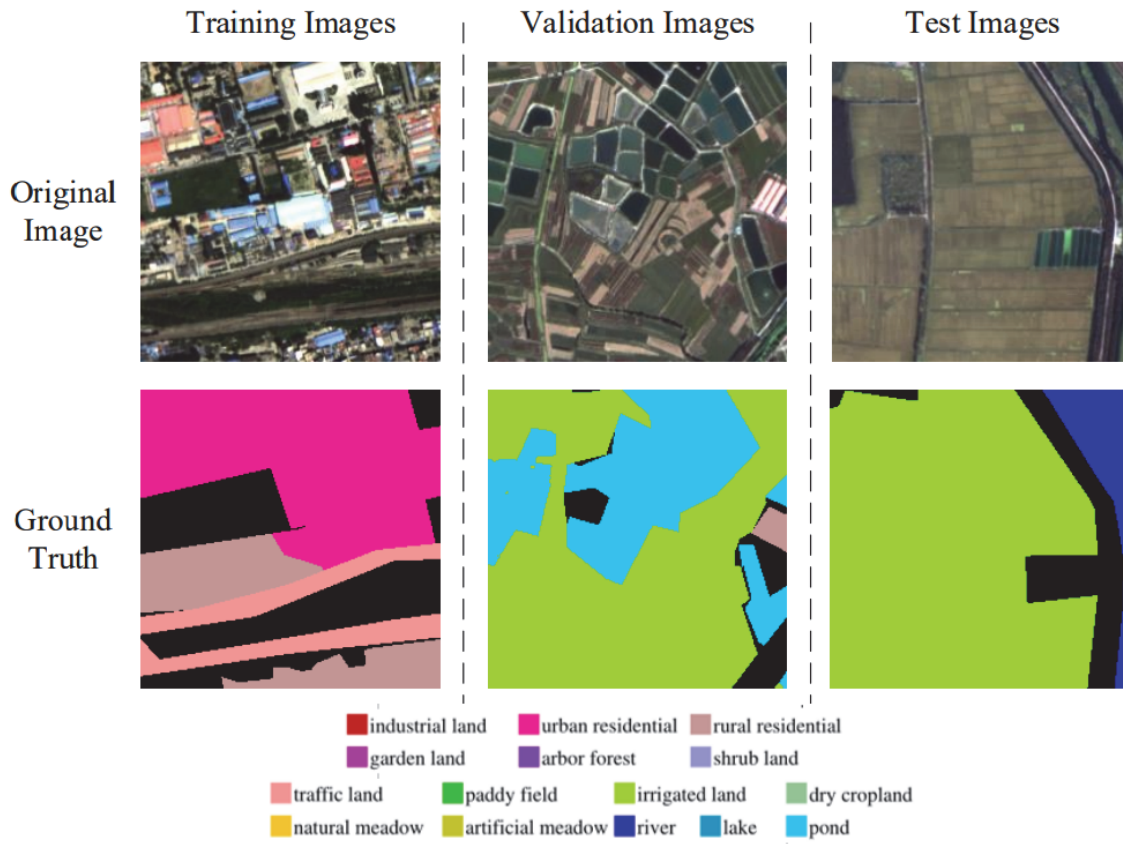 Training Images Validation Images Test Images
Original
Image
Ground
Truth
industrial land urban residential rural residential
garden land arbor forest shrub land
traffic land paddy field irrigated land dry cropland
natural meadow artificial meadow river lake pond